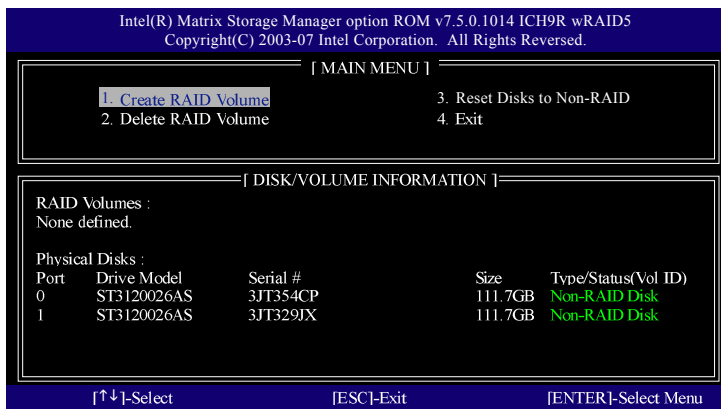 Intel(R) Matrix Storage Manager option ROM v7.5.0.1014 ICH9R wRAID5
Copyright(C) 2003-07 Intel Corporation.  All Rights Reversed.
[ MAIN MENU ]
1. Create RAID Volume 3. Reset Disks to Non-RAID
2. Delete RAID Volume 4. Exit
[ DISK/VOLUME INFORMATION ]
RAID Volumes :
None defined.
Physical Disks :
Port Drive Model Serial # Size Type/Status(Vol ID)
0 ST3120026AS 3JT354CP 111.7GB Non-RAID Disk
1 ST3120026AS 3JT329JX 111.7GB Non-RAID Disk
[↑↓]-Select [ESC]-Exit [ENTER]-Select Menu